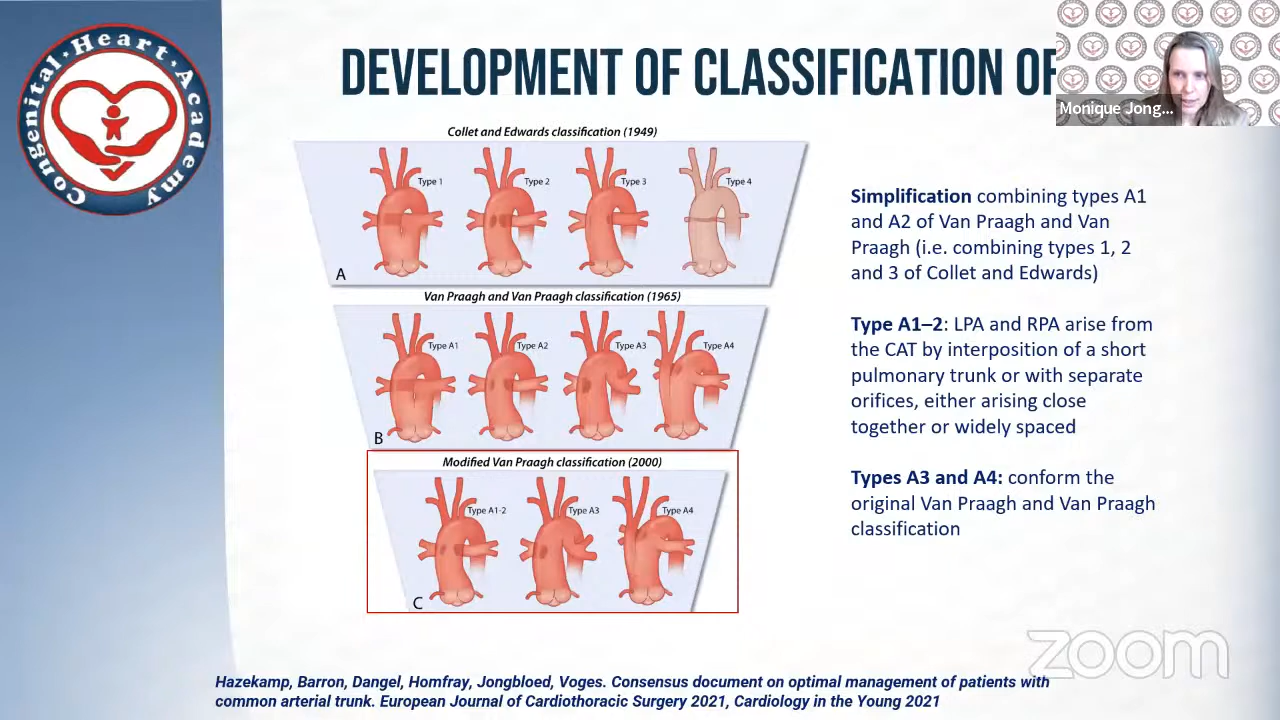 Congenital Heart Academy
DEVELOPMENT OF CLASSIFICATION OF
Monique Jong...
Collet and Edwards classification (1949)
Type 1
Type 2
Type 3
Type 4
A
Van Praagh and Van Praagh classification (1965)
Type A1
Type A2
Type A3
Type A4
B
Modified Van Praagh classification (2000)
Type A1-2
Type A3
Type A4
C
Simplification combining types A1
and A2 of Van Praagh and Van
Praagh (i.e. combining types 1, 2
and 3 of Collet and Edwards)
Type A1–2: LPA and RPA arise from
the CAT by interposition of a short
pulmonary trunk or with separate
orifices, either arising close
together or widely spaced
Types A3 and A4: conform the
original Van Praagh and Van Praagh
classification
zoom
Hazekamp, Barron, Dangel, Homfray, Jongbloed, Voges. Consensus document on optimal management of patients with
common arterial trunk. European Journal of Cardiothoracic Surgery 2021, Cardiology in the Young 2021